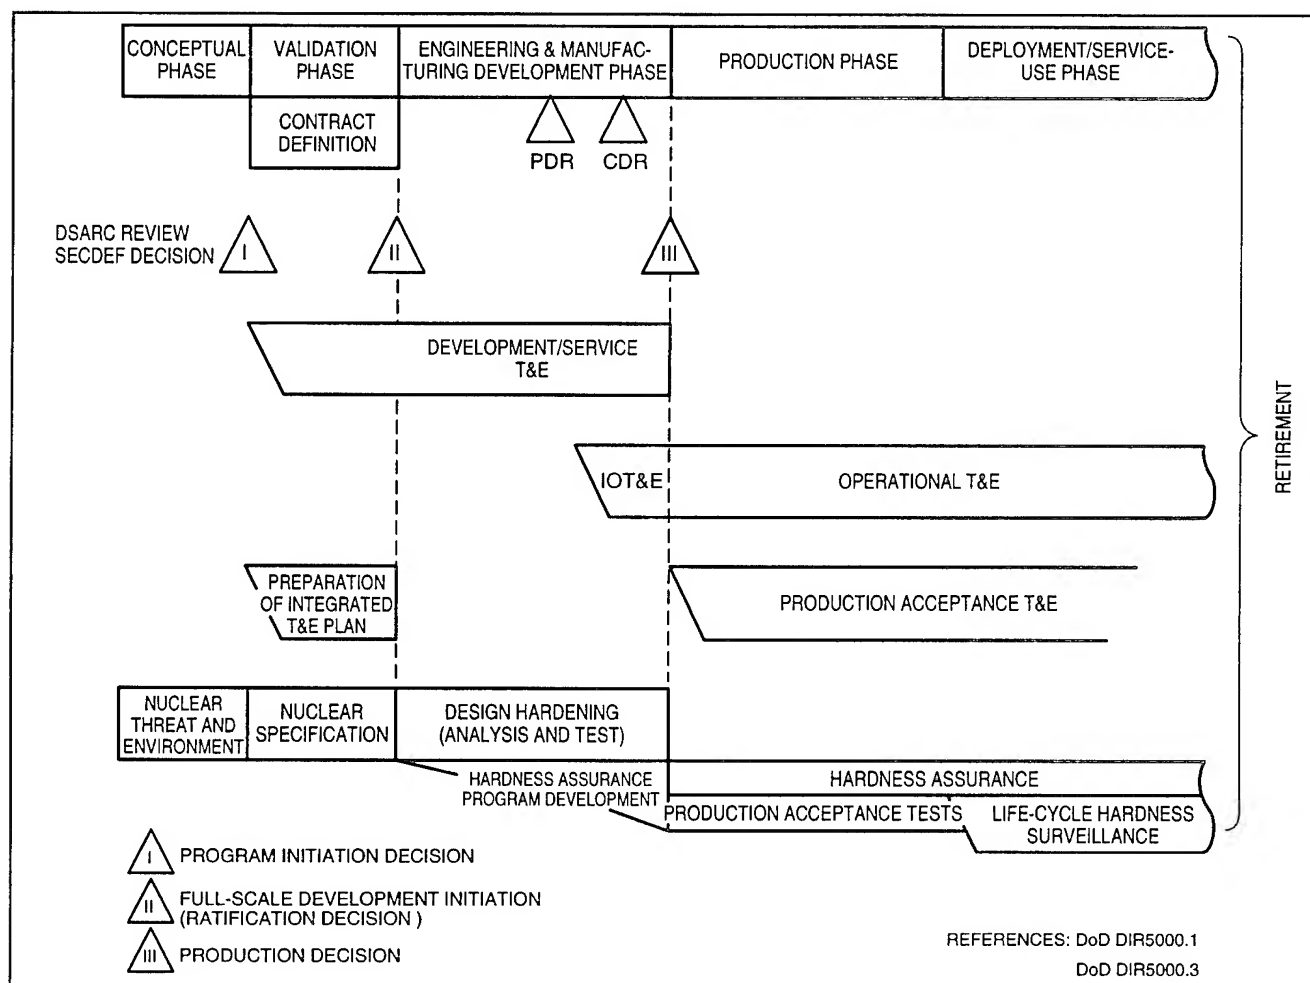 CONCEPTUAL
PHASE
VALIDATION
PHASE
ENGINEERING & MANUFAC-
TURING DEVELOPMENT PHASE
PRODUCTION PHASE
DEPLOYMENT/SERVICE-
USE PHASE
CONTRACT
DEFINITION
PDR
CDR
DSARC REVIEW
SECDEF DECISION
I
II
III
DEVELOPMENT/SERVICE
T&E
IOT&E
OPERATIONAL T&E
RETIREMENT
PREPARATION
OF INTEGRATED
T&E PLAN
PRODUCTION ACCEPTANCE T&E
NUCLEAR
THREAT AND
ENVIRONMENT
NUCLEAR
SPECIFICATION
DESIGN HARDENING
(ANALYSIS AND TEST)
HARDNESS ASSURANCE
PROGRAM DEVELOPMENT
HARDNESS ASSURANCE
PRODUCTION ACCEPTANCE TESTS
LIFE-CYCLE HARDNESS
SURVEILLANCE
I PROGRAM INITIATION DECISION
II FULL-SCALE DEVELOPMENT INITIATION
(RATIFICATION DECISION )
III PRODUCTION DECISION
REFERENCES: DoD DIR5000.1
DoD DIR5000.3